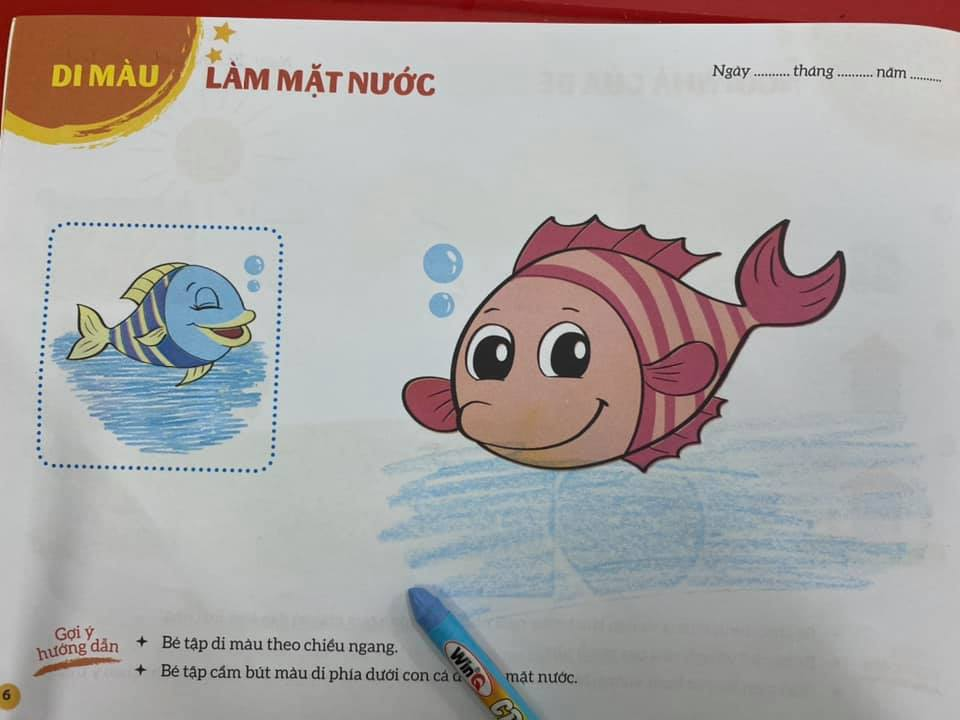 DI MÀU
LÀM MẶT NƯỚC
Ngày .......... tháng .......... năm .........
Gợi ý
hướng dẫn
Bé tập di màu theo chiều ngang.
Bé tập cầm bút màu di phía dưới con cá mặt nước.
WinQ
6